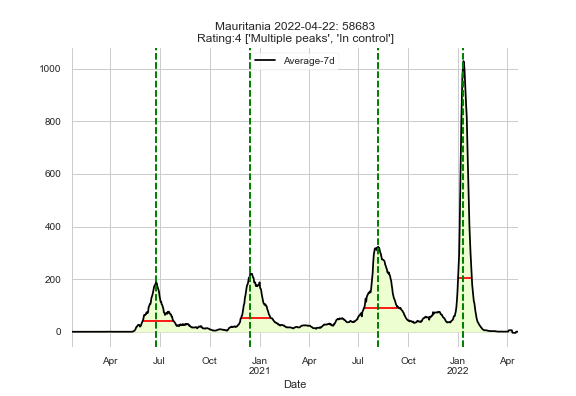 Mauritania 2022-04-22: 58683
Rating:4 ['Multiple peaks', 'In control']
Average-7d
1000
800
600
400
200
0
Apr Jul Oct Jan Apr Jul Oct Jan Apr
2021 2022
Date